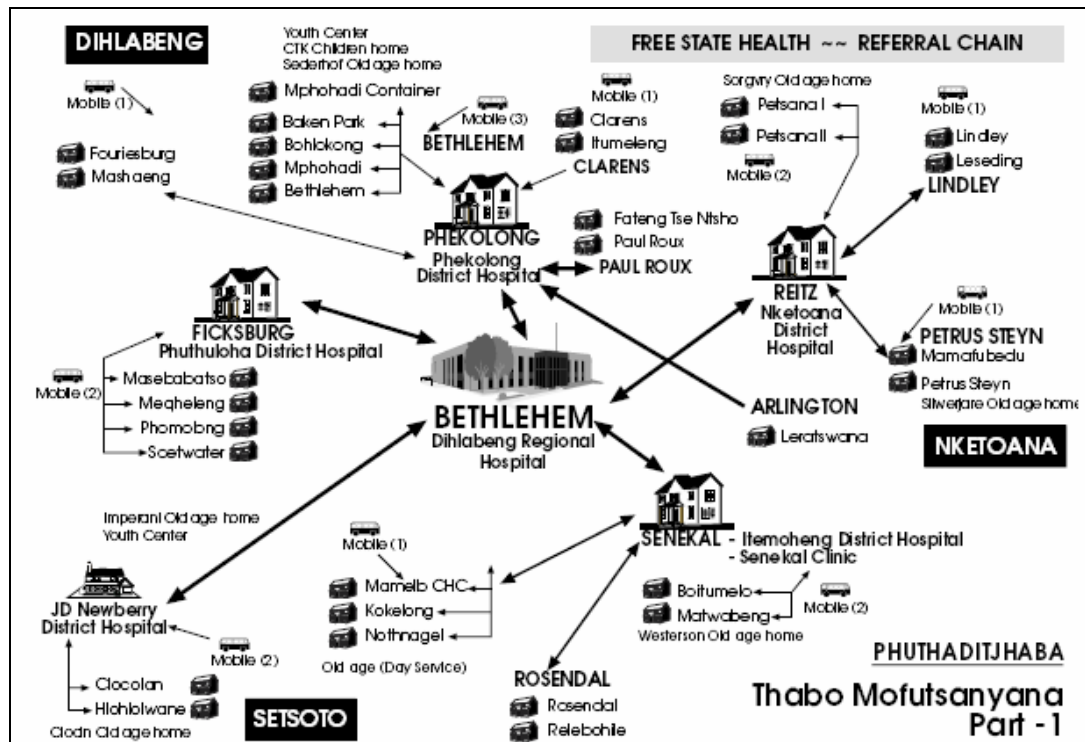 DIHLABENG
Youth Center
CTK Children home
Sederhof Old age home
FREE STATE HEALTH ~~ REFERRAL CHAIN
Mobile (1)
Mphohadi Container
Baken Park
Bohlokong
Mphohadi
Bethlehem
Mobile (3)
BETHLEHEM
Mobile (1)
Clarens
Itumeleng
CLARENS
Sorgvry Old age home
Petsana I
Petsana II
Mobile (2)
Mobile (1)
Lindley
Leseding
LINDLEY
Fouriesburg
Mashaeng
PHEKOLONG
Phekolong
District Hospital
Fateng Tse Ntsho
Paul Roux
PAUL ROUX
REITZ
Nketoana
District
Hospital
Mobile (1)
PETRUS STEYN
Mamafubedu
Petrus Steyn
Silwerjare Old age home
NKETOANA
FICKSBURG
Phuthuloha District Hospital
Mobile (2)
Masebabatso
Meqheleng
Phomobng
Soetwater
BETHLEHEM
Dihlabeng Regional
Hospital
ARLINGTON
Leratswana
Imperani Old age home
Youth Center
JD Newberry
District Hospital
Mobile (2)
Clocolan
Hlohlolwane
Clodn Old age home
SETSOTO
Mobile (1)
Mamello CHC
Kokelong
Nothnagel
Old age (Day Service)
SENEKAL - Itemoheng District Hospital
- Senekal Clinic
Boitumelo
Matwabeng
Mobile (2)
Westerson Old age home
ROSENDAL
Rosendal
Relebohile
PHUTHADITJHABA
Thabo Mofutsanyana
Part -1